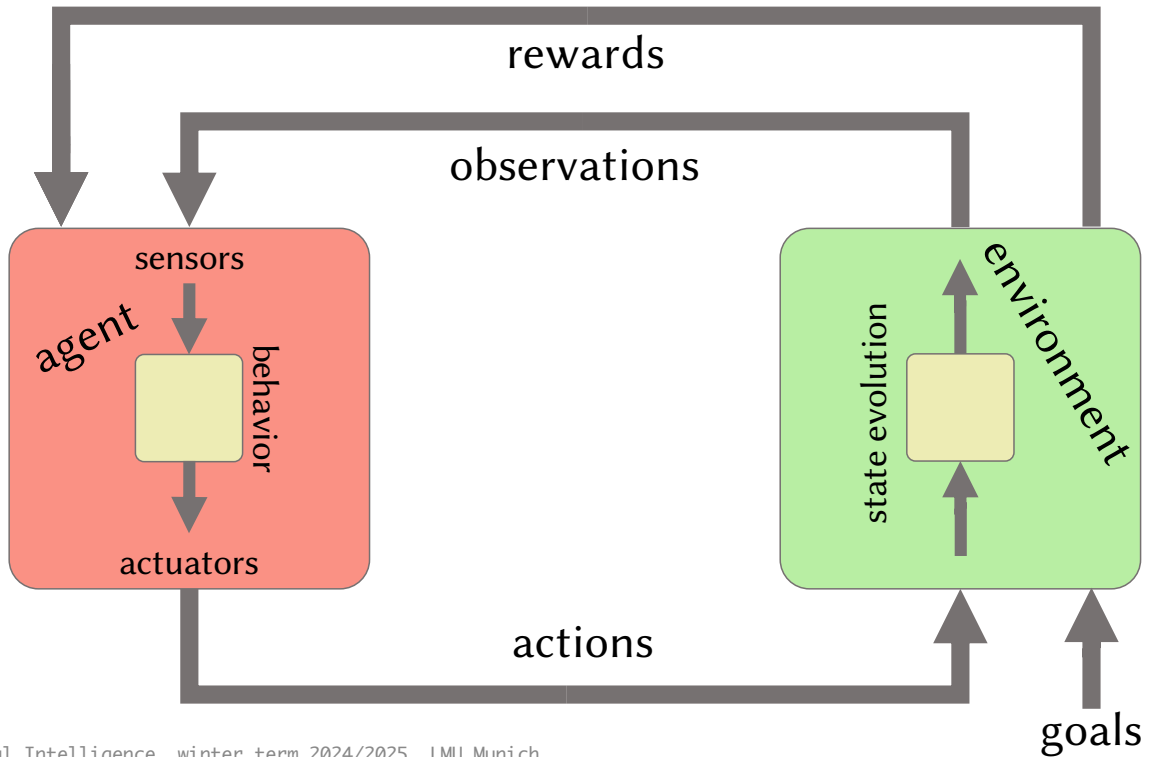 rewards
observations
sensors
agent
behavior
actuators
environment
state evolution
actions
goals
Intelligence, winter term 2024/2025, LMU Munich